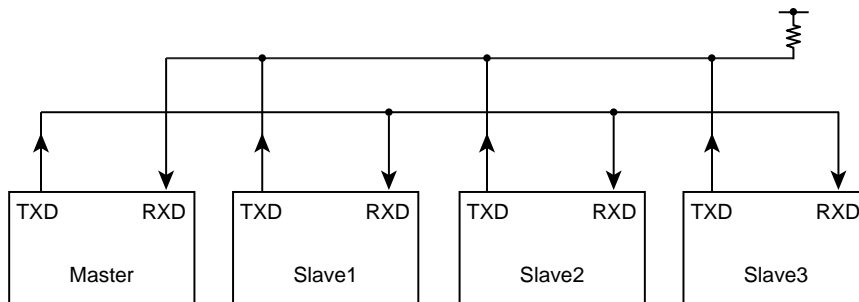 TXD RXD TXD RXD TXD RXD TXD RXD
Master Slave1 Slave2 Slave3